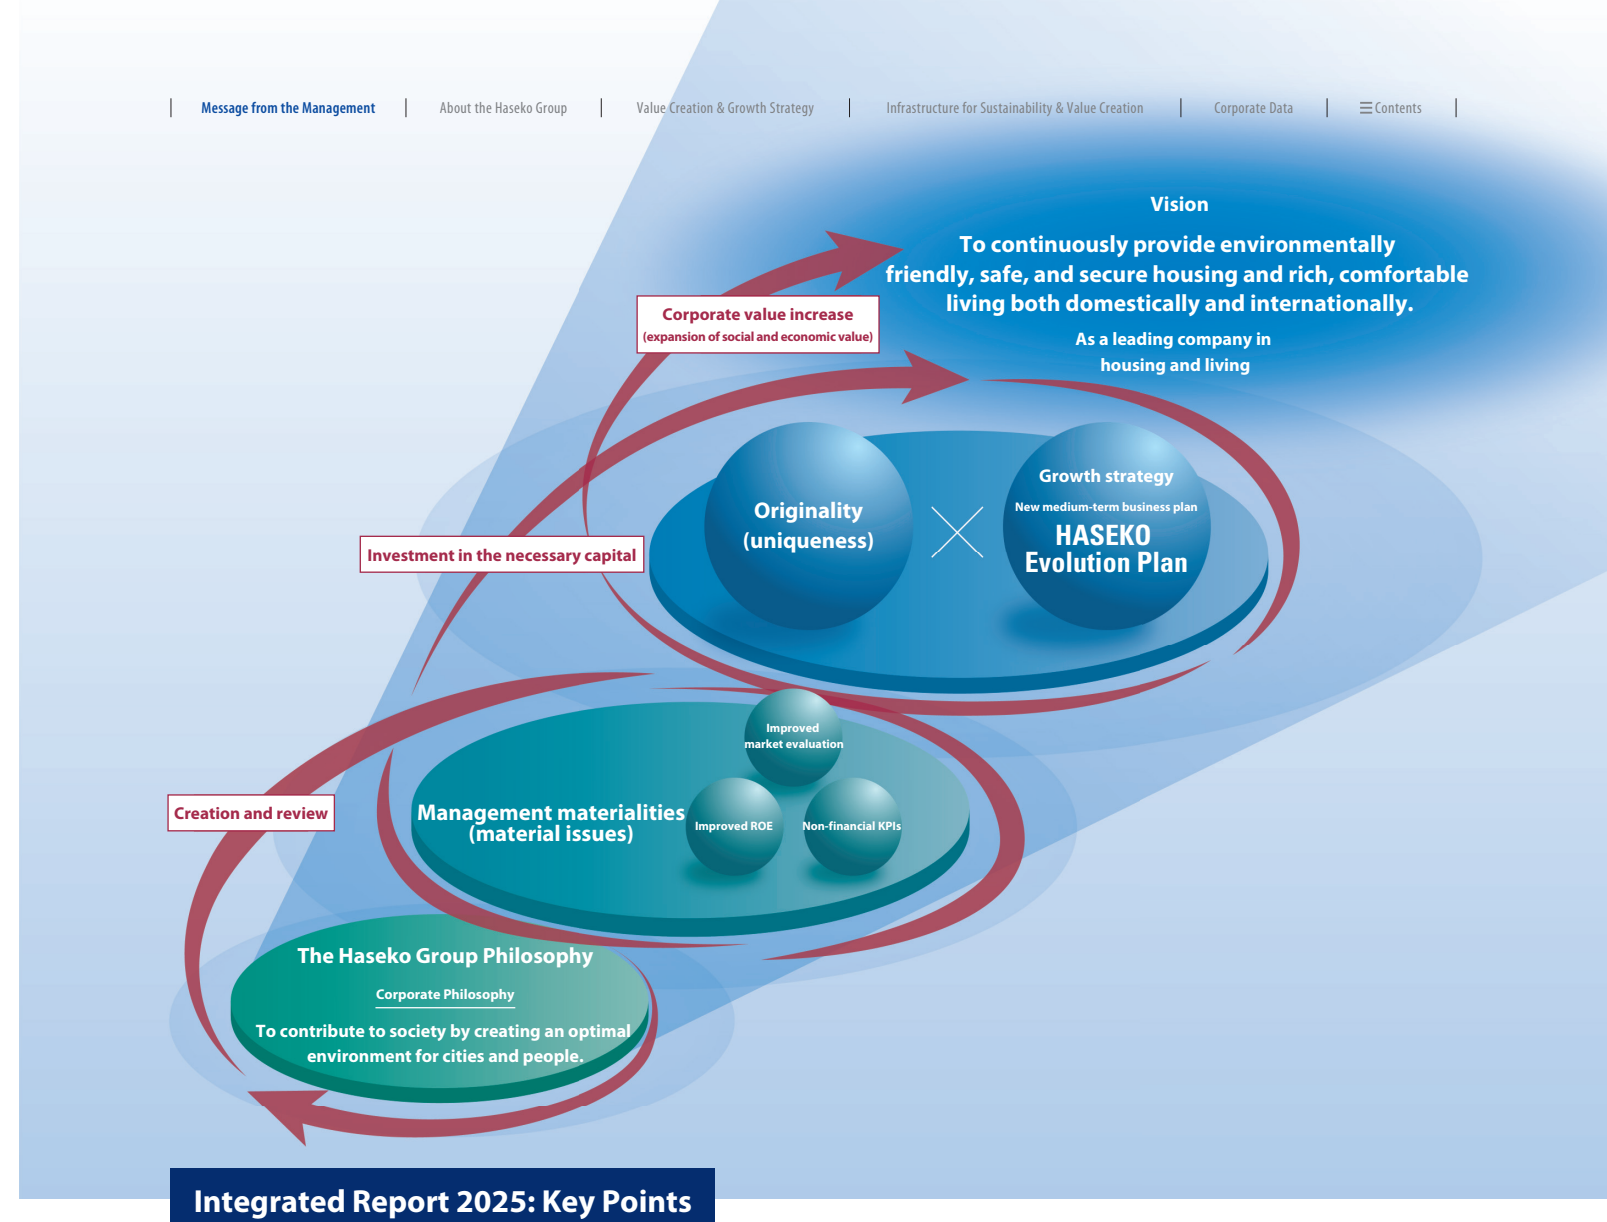 Message from the Management
About the Haseko Group
Value Creation & Growth Strategy
Infrastructure for Sustainability & Value Creation
Corporate Data
Contents
Vision
To continuously provide environmentally
friendly, safe, and secure housing and rich, comfortable
living both domestically and internationally.
As a leading company in
housing and living
Corporate value increase
(expansion of social and economic value)
Originality
(uniqueness)
Growth strategy
New medium-term business plan
HASEKO
Evolution Plan
Investment in the necessary capital
Improved
market evaluation
Management materialities
(material issues)
Improved ROE
Non-financial KPIs
Creation and review
The Haseko Group Philosophy
Corporate Philosophy
To contribute to society by creating an optimal
environment for cities and people.
Integrated Report 2025: Key Points